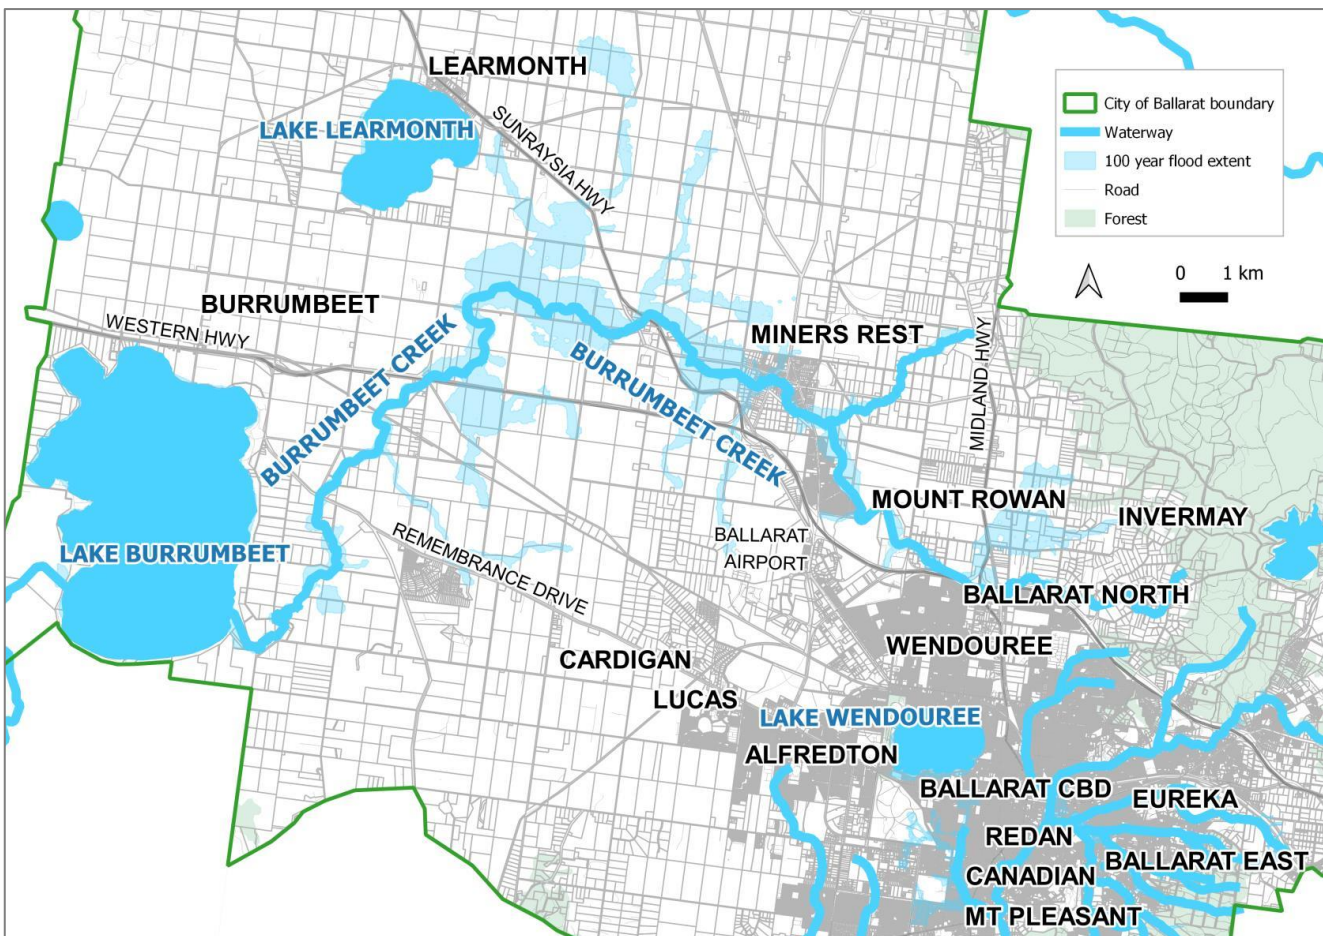 LEARMONTH
LAKE LEARMONTH
SUNRAYSIA HWY
City of Ballarat boundary
Waterway
100 year flood extent
Road
Forest
0 1 km
BURRUMBEET
WESTERN HWY
BURRUMBEET CREEK
BURRUMBEET CREEK
MINERS REST
MIDLAND HWY
MOUNT ROWAN
INVERMAY
LAKE BURRUMBEET
REMEMBRANCE DRIVE
BALLARAT
AIRPORT
BALLARAT NORTH
WENDOUREE
CARDIGAN
LUCAS
LAKE WENDOUREE
ALFREDTON
BALLARAT CBD
EUREKA
REDAN
BALLARAT EAST
CANADIAN
MT PLEASANT